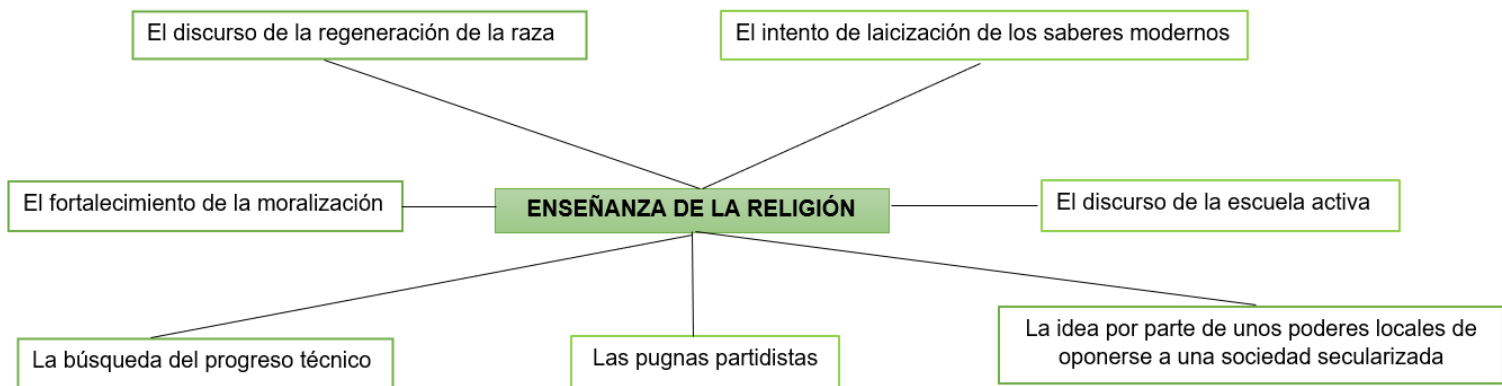 El discurso de la regeneración de la raza
El intento de laicización de los saberes modernos
El fortalecimiento de la moralización
ENSEÑANZA DE LA RELIGIÓN
El discurso de la escuela activa
La búsqueda del progreso técnico
Las pugnas partidistas
La idea por parte de unos poderes locales de
oponerse a una sociedad secularizada